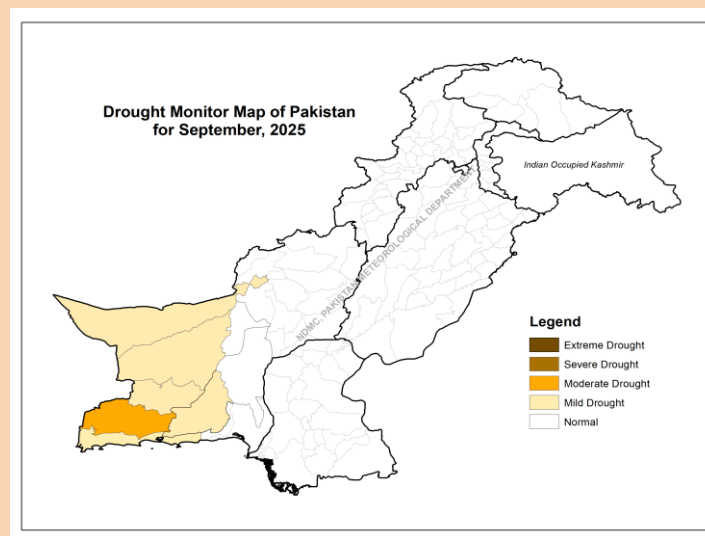 Drought Monitor Map of Pakistan
for September, 2025
Indian Occupied Kashmir
NDMC, PAKISTAN METEOROLOGICAL DEPARTMENT
Legend
Extreme Drought
Severe Drought
Moderate Drought
Mild Drought
Normal